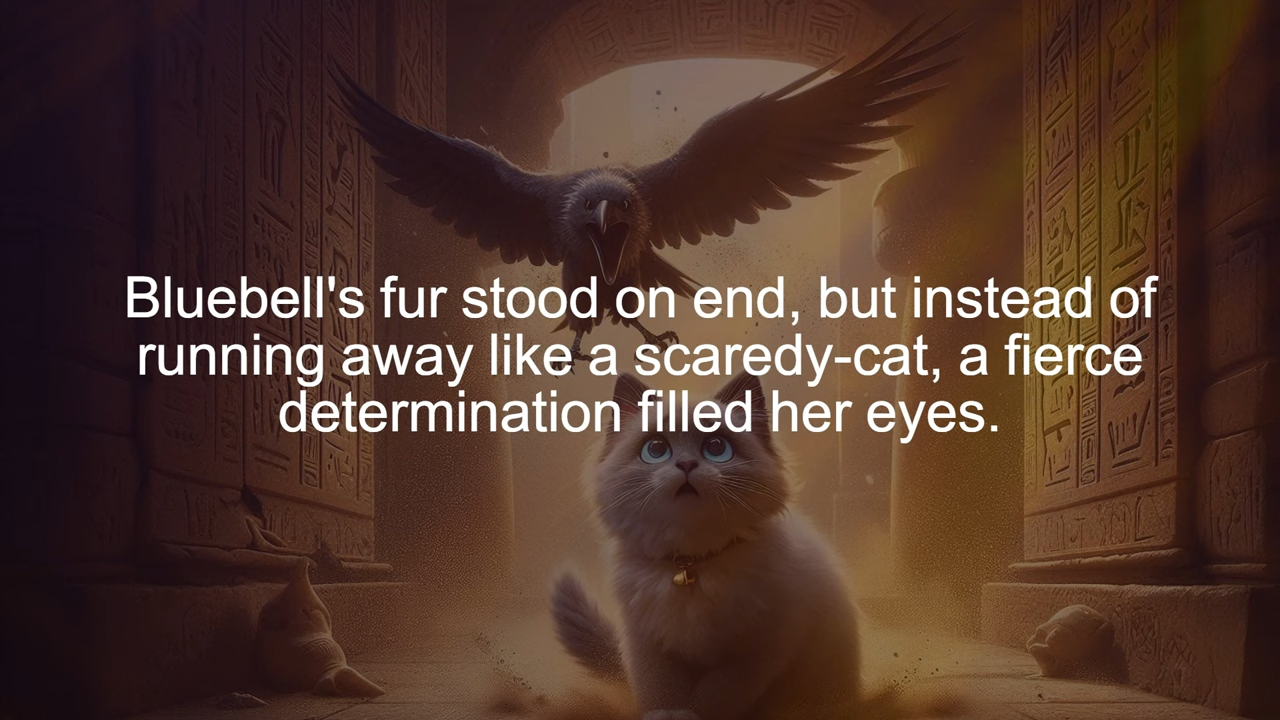 Bluebell's fur stood on end, but instead of
running away like a scaredy-cat, a fierce
determination filled her eyes.